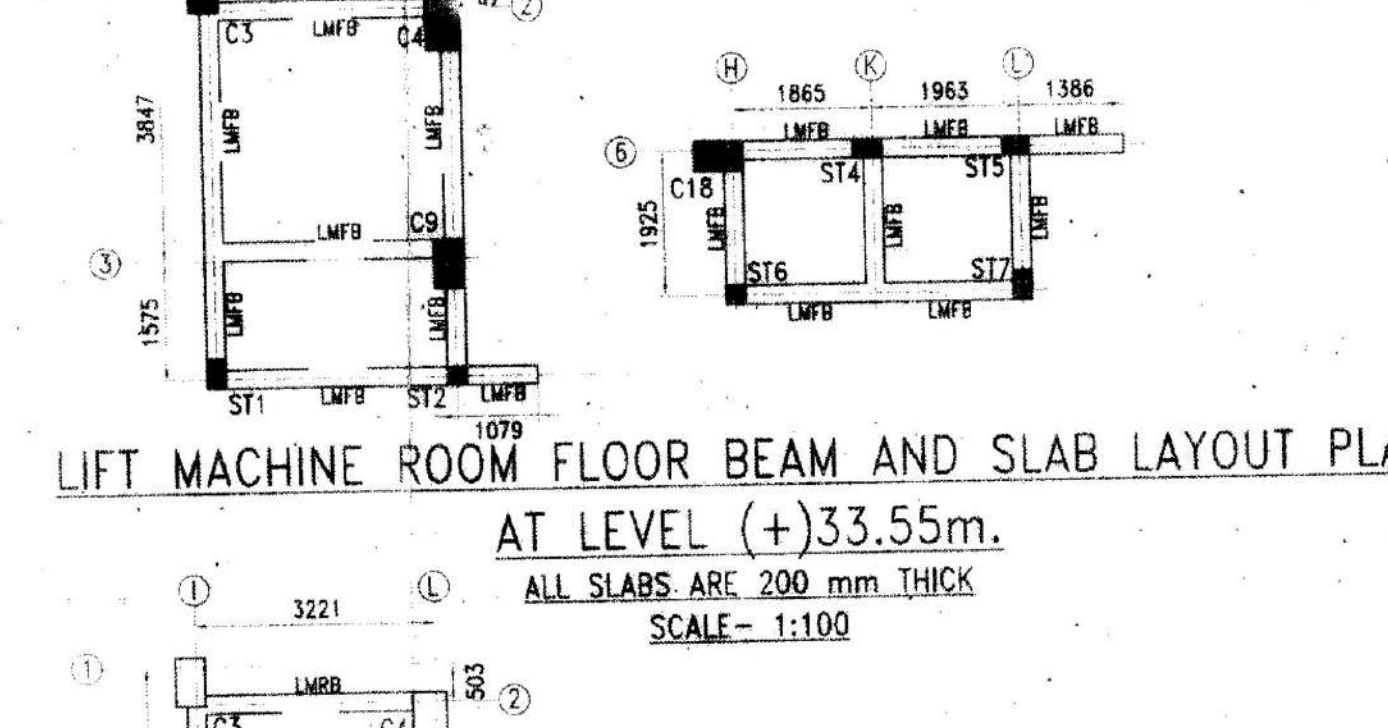 2
C3
LMFB
C4
3847
LMFB
LMFB
C9
LMFB
3
1575
LMFB
LMFB
ST1
LMFB
ST2
LMFB
1079
H
K
L
1865
1963
1386
LMFB
LMFB
LMFB
6
C18
ST4
ST5
1925
LMFB
LMFB
LMFB
ST6
ST7
LMFB
LMFB
LIFT MACHINE ROOM FLOOR BEAM AND SLAB LAYOUT PLA
AT LEVEL (+)33.55m.
ALL SLABS ARE 200 mm THICK
SCALE- 1:100
I
L
3221
1
LMRB
503
2
C3
C4